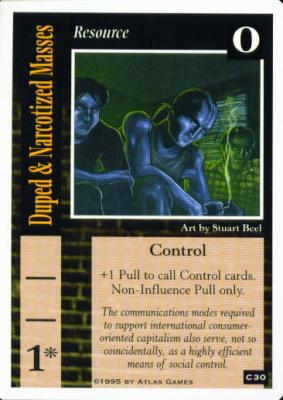 Duped & Narcotized Masses
Resource
O
Art by Stuart Beel
Control
+1 Pull to call Control cards.
Non-Influence Pull only.
The communications modes required
to support international consumer-
oriented capitalism also serve, not so
coincidentally, as a highly efficient
means of social control.
1*
©1995 BY ATLAS GAMES
C30